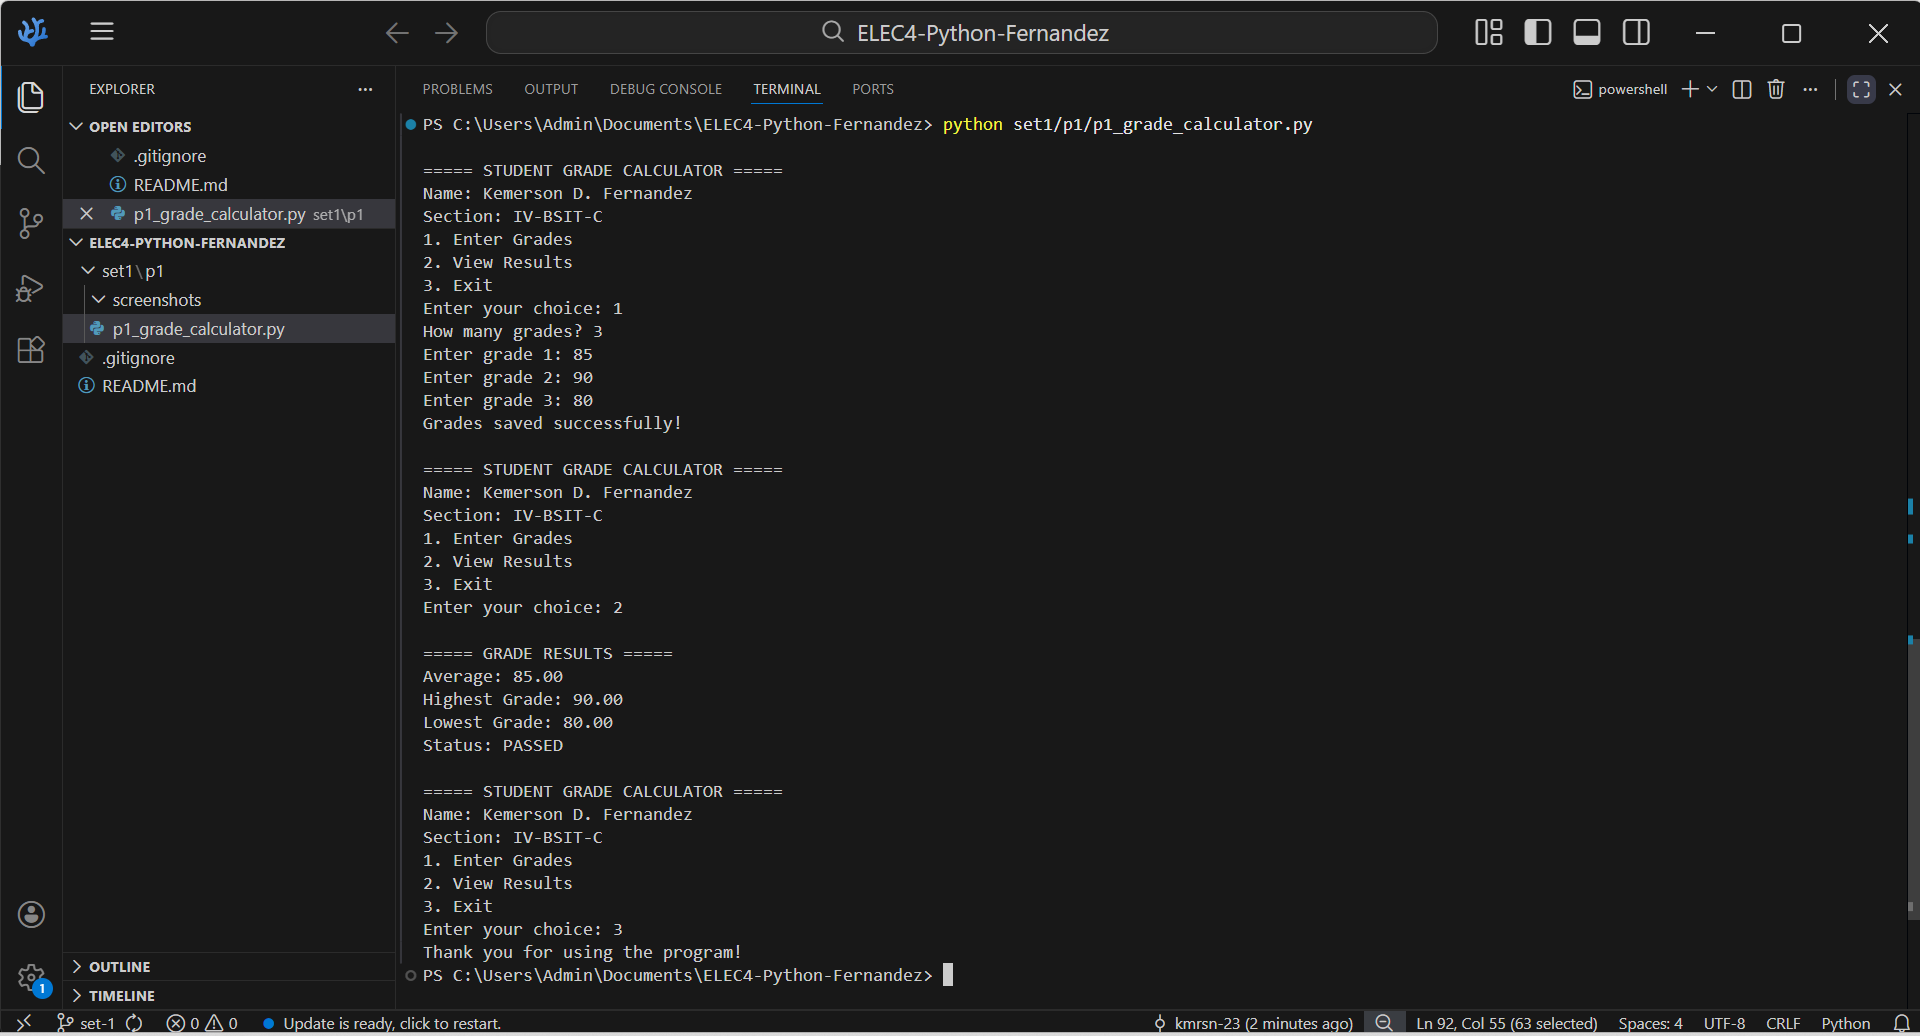 ELEC4-Python-Fernandez
EXPLORER
OPEN EDITORS
.gitignore
README.md
p1_grade_calculator.py set1\p1
ELEC4-PYTHON-FERNANDEZ
set1\p1
screenshots
p1_grade_calculator.py
.gitignore
README.md
OUTLINE
TIMELINE
PROBLEMS OUTPUT DEBUG CONSOLE TERMINAL PORTS
powershell
PS C:\Users\Admin\Documents\ELEC4-Python-Fernandez> python set1/p1/p1_grade_calculator.py
===== STUDENT GRADE CALCULATOR =====
Name: Kemerson D. Fernandez
Section: IV-BSIT-C
1. Enter Grades
2. View Results
3. Exit
Enter your choice: 1
How many grades? 3
Enter grade 1: 85
Enter grade 2: 90
Enter grade 3: 80
Grades saved successfully!
===== STUDENT GRADE CALCULATOR =====
Name: Kemerson D. Fernandez
Section: IV-BSIT-C
1. Enter Grades
2. View Results
3. Exit
Enter your choice: 2
===== GRADE RESULTS =====
Average: 85.00
Highest Grade: 90.00
Lowest Grade: 80.00
Status: PASSED
===== STUDENT GRADE CALCULATOR =====
Name: Kemerson D. Fernandez
Section: IV-BSIT-C
1. Enter Grades
2. View Results
3. Exit
Enter your choice: 3
Thank you for using the program!
PS C:\Users\Admin\Documents\ELEC4-Python-Fernandez>
1
set-1 0 0 Update is ready, click to restart. kmrsn-23 (2 minutes ago) Ln 92, Col 55 (63 selected) Spaces: 4 UTF-8 CRLF Python